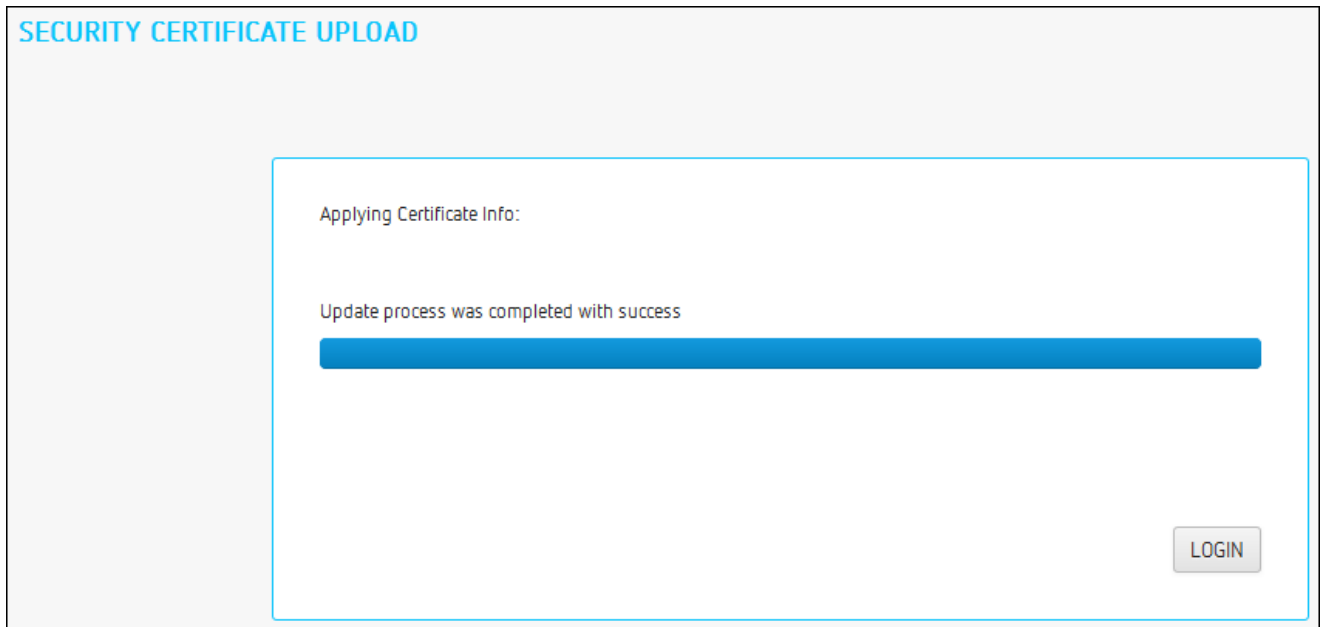 SECURITY CERTIFICATE UPLOAD
Applying Certificate Info:
Update process was completed with success
LOGIN